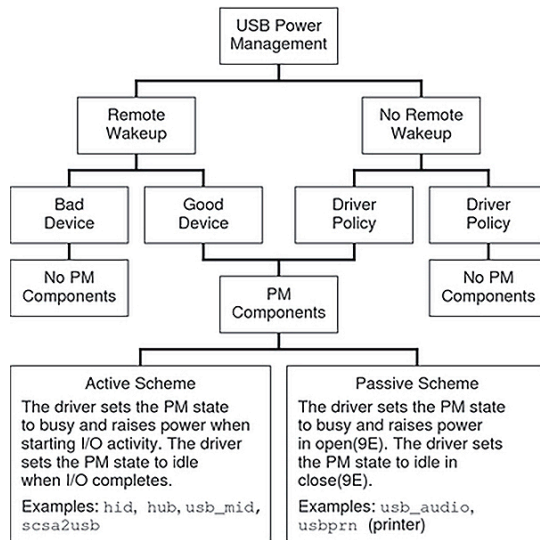 USB Power
Management
Remote
Wakeup
No Remote
Wakeup
Bad
Device
Good
Device
Driver
Policy
Driver
Policy
No PM
Components
PM
Components
No PM
Components
Active Scheme
The driver sets the PM state
to busy and raises power when
starting I/O activity. The driver
sets the PM state to idle
when I/O completes.
Examples: hid, hub, usb_mid,
scsa2usb
Passive Scheme
The driver sets the PM state
to busy and raises power
in open(9E). The driver sets
the PM state to idle in
close(9E).
Examples: usb_audio,
usbprn (printer)